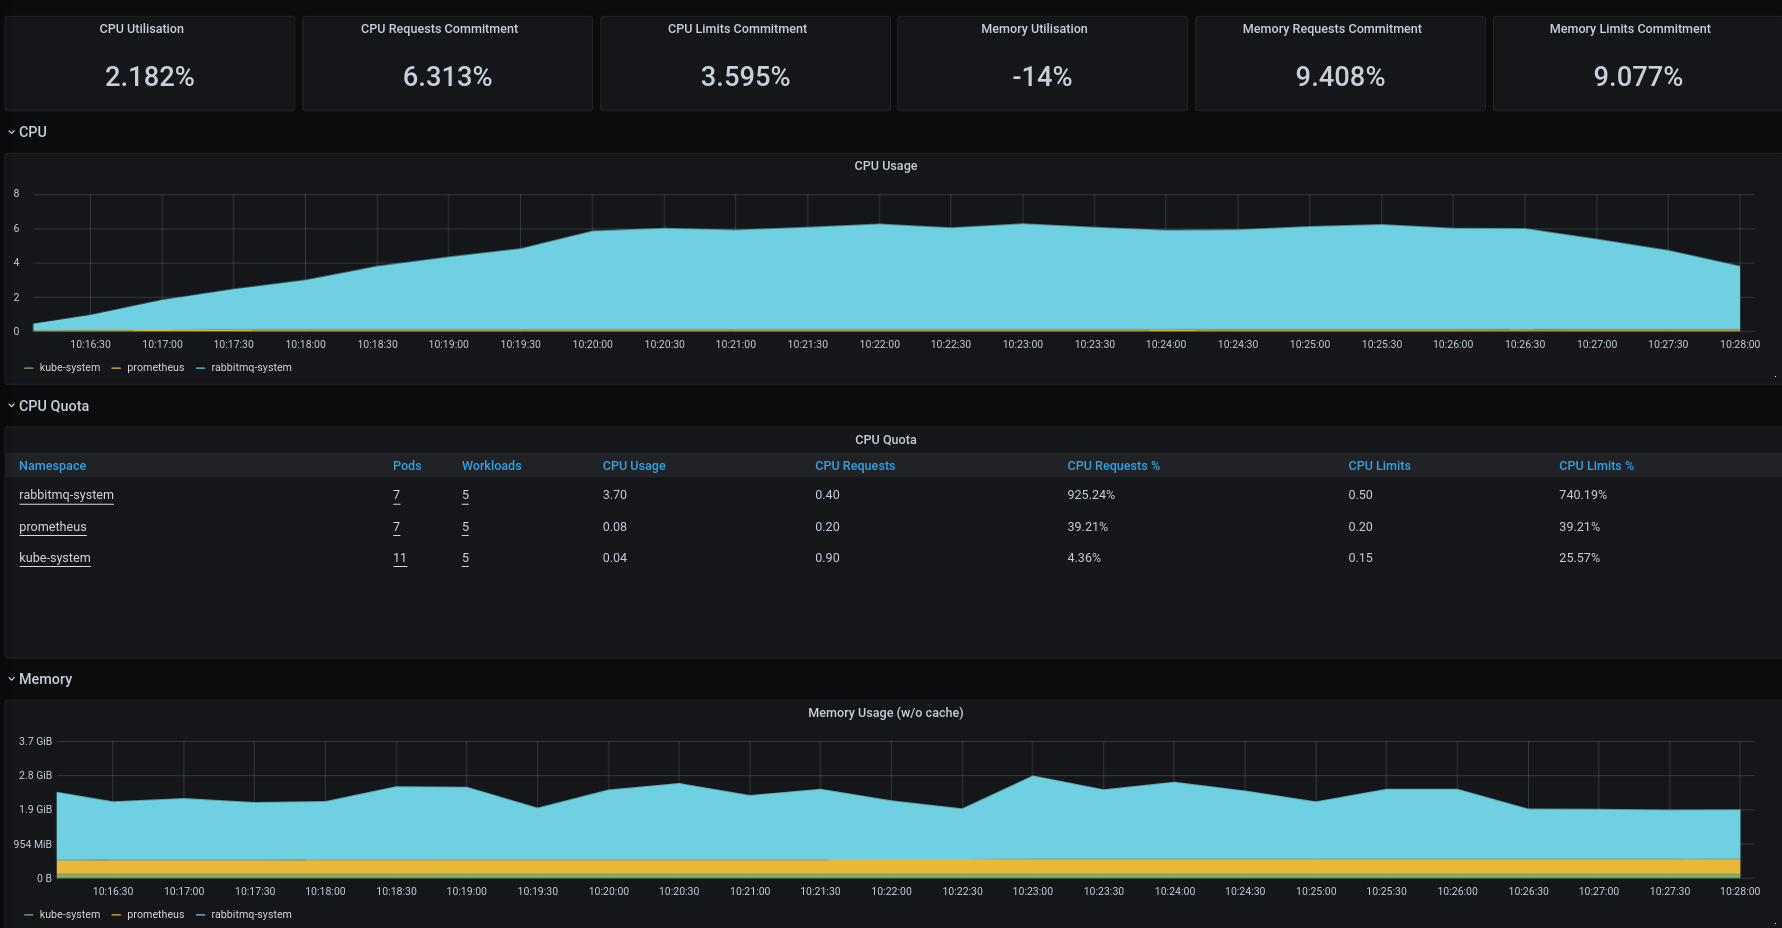 CPU Utilisation CPU Requests Commitment CPU Limits Commitment Memory Utilisation Memory Requests Commitment Memory Limits Commitment
2.182% 6.313% 3.595% -14% 9.408% 9.077%
CPU
CPU Usage
8
6
4
2
0
10:16:30 10:17:00 10:17:30 10:18:00 10:18:30 10:19:00 10:19:30 10:20:00 10:20:30 10:21:00 10:21:30 10:22:00 10:22:30 10:23:00 10:23:30 10:24:00 10:24:30 10:25:00 10:25:30 10:26:00 10:26:30 10:27:00 10:27:30 10:28:00
kube-system prometheus rabbitmq-system
CPU Quota
CPU Quota
Namespace Pods Workloads CPU Usage CPU Requests CPU Requests % CPU Limits CPU Limits %
rabbitmq-system 7 5 3.70 0.40 925.24% 0.50 740.19%
prometheus 7 5 0.08 0.20 39.21% 0.20 39.21%
kube-system 11 5 0.04 0.90 4.36% 0.15 25.57%
Memory
Memory Usage (w/o cache)
3.7 GiB
2.8 GiB
1.9 GiB
954 MiB
0 B
10:16:30 10:17:00 10:17:30 10:18:00 10:18:30 10:19:00 10:19:30 10:20:00 10:20:30 10:21:00 10:21:30 10:22:00 10:22:30 10:23:00 10:23:30 10:24:00 10:24:30 10:25:00 10:25:30 10:26:00 10:26:30 10:27:00 10:27:30 10:28:00
kube-system prometheus rabbitmq-system